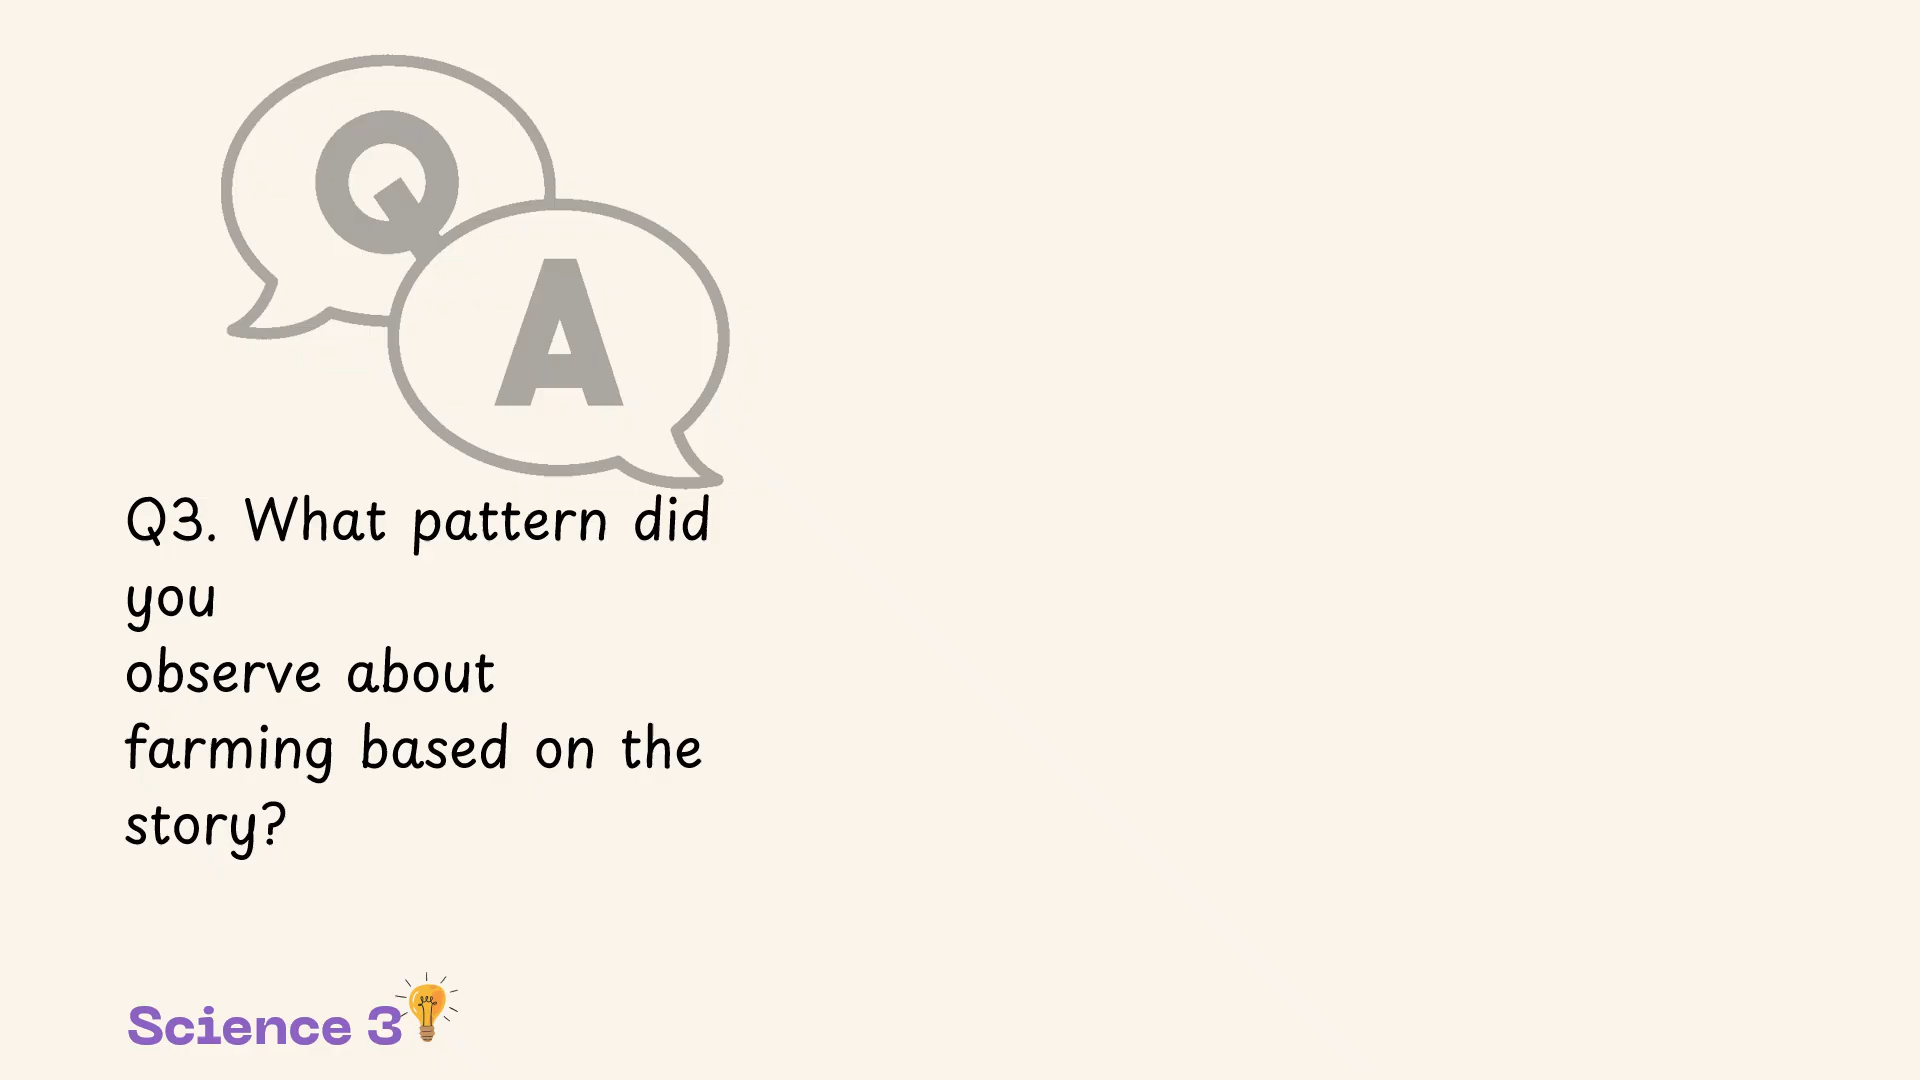 Q
A
Q3. What pattern did
you
observe about
farming based on the
story?
Science 3